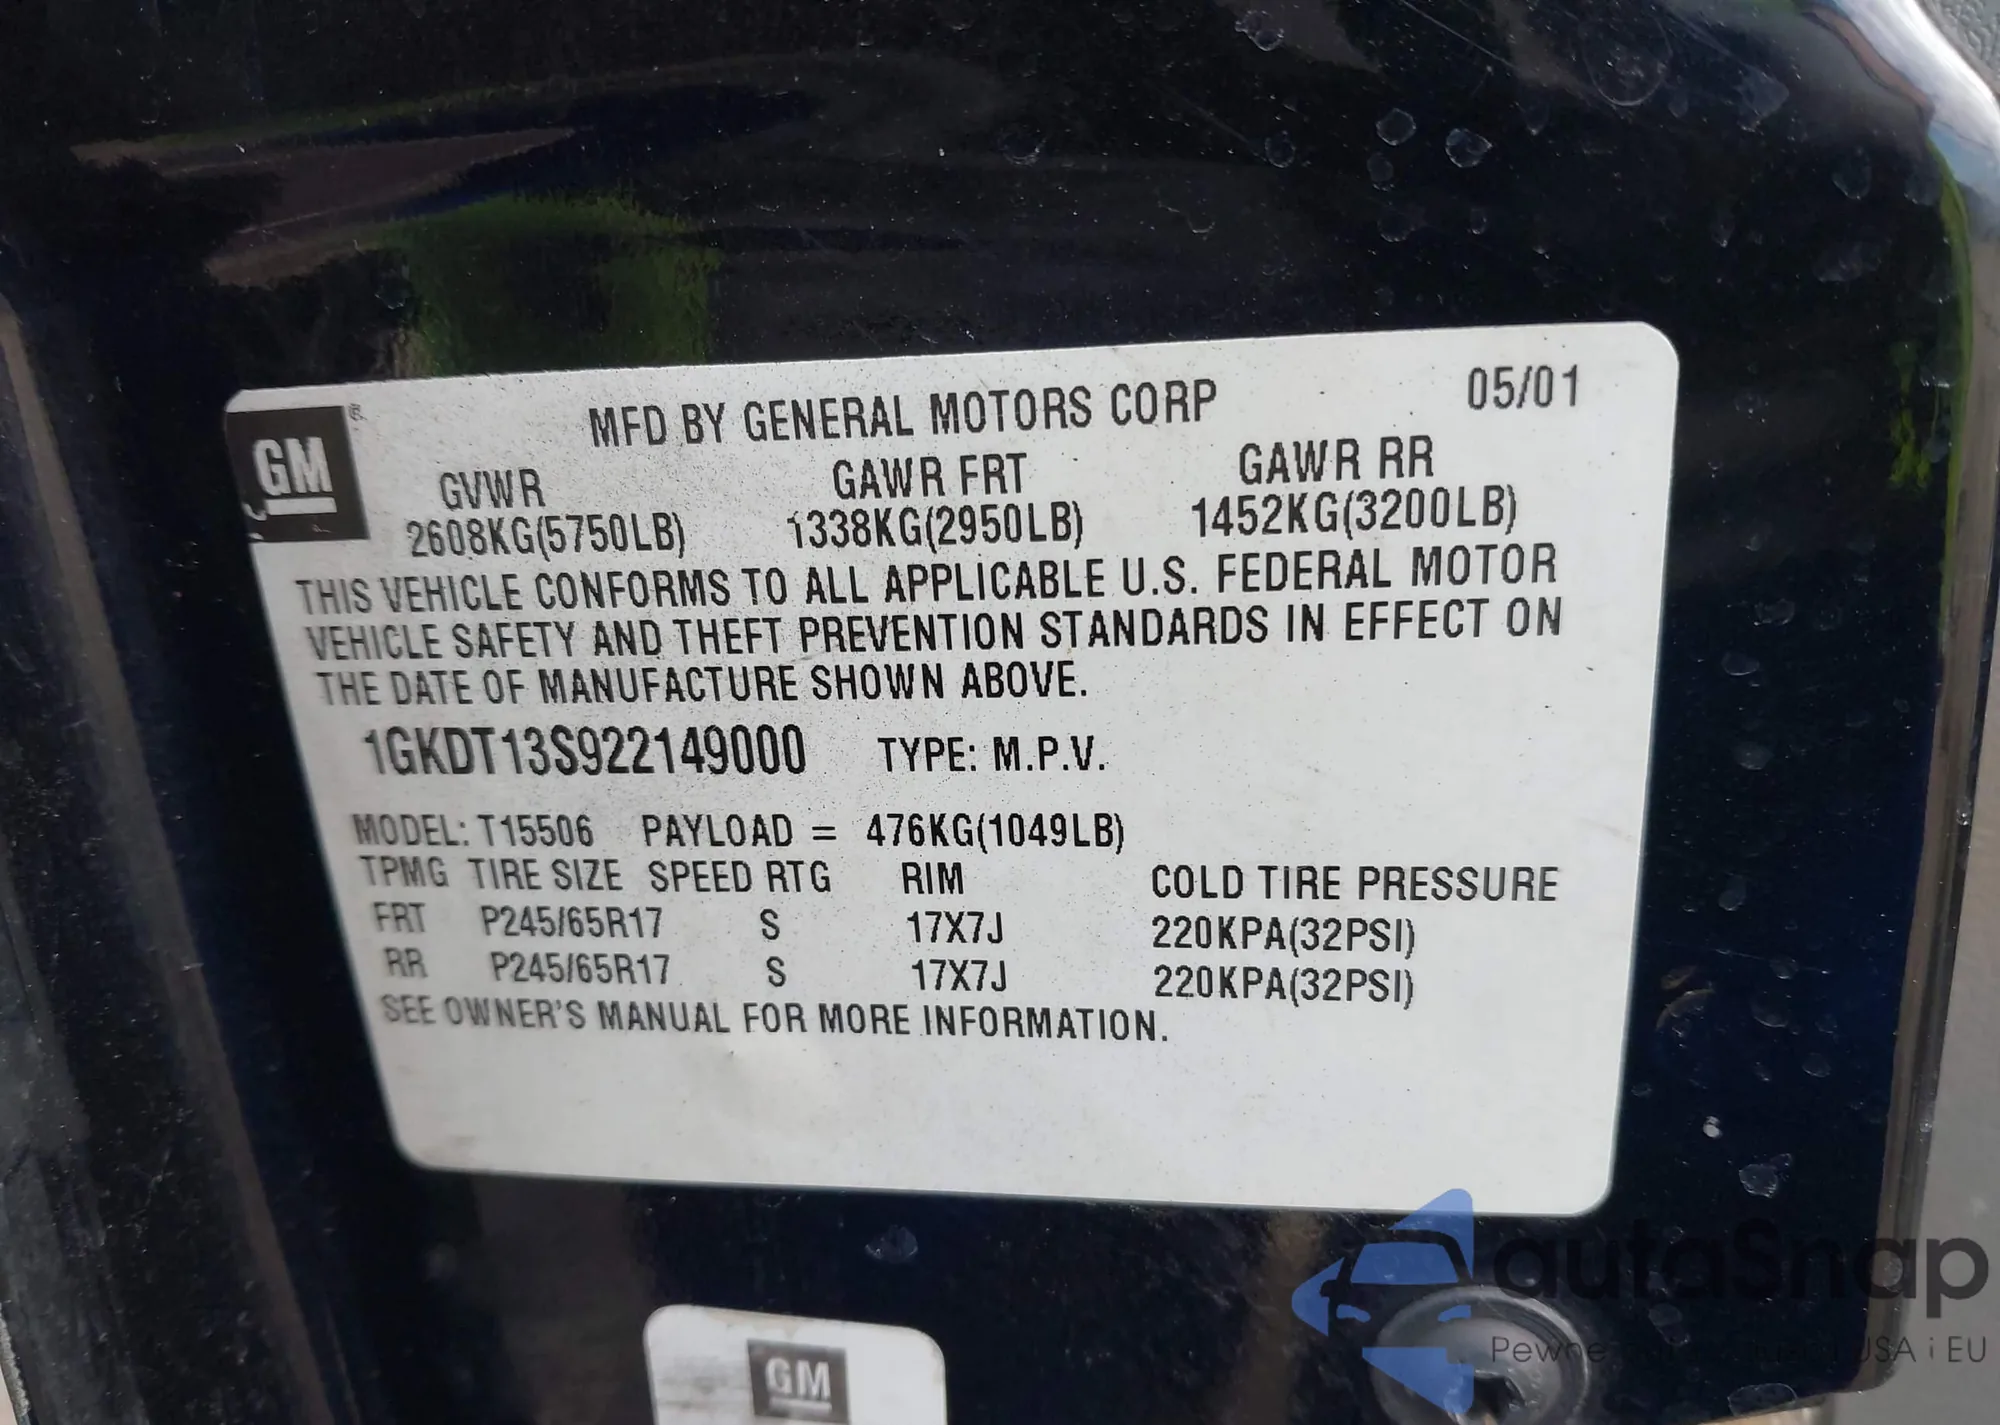 GM ®
MFD BY GENERAL MOTORS CORP 05/01
GVWR GAWR FRT GAWR RR
2608KG(5750LB) 1338KG(2950LB) 1452KG(3200LB)
THIS VEHICLE CONFORMS TO ALL APPLICABLE U.S. FEDERAL MOTOR
VEHICLE SAFETY AND THEFT PREVENTION STANDARDS IN EFFECT ON
THE DATE OF MANUFACTURE SHOWN ABOVE.
1GKDT13S922149000 TYPE: M.P.V.
MODEL: T15506 PAYLOAD = 476KG(1049LB)
TPMG TIRE SIZE SPEED RTG RIM COLD TIRE PRESSURE
FRT P245/65R17 S 17X7J 220KPA(32PSI)
RR P245/65R17 S 17X7J 220KPA(32PSI)
SEE OWNER'S MANUAL FOR MORE INFORMATION.
GM
autaSnap
USA i EU